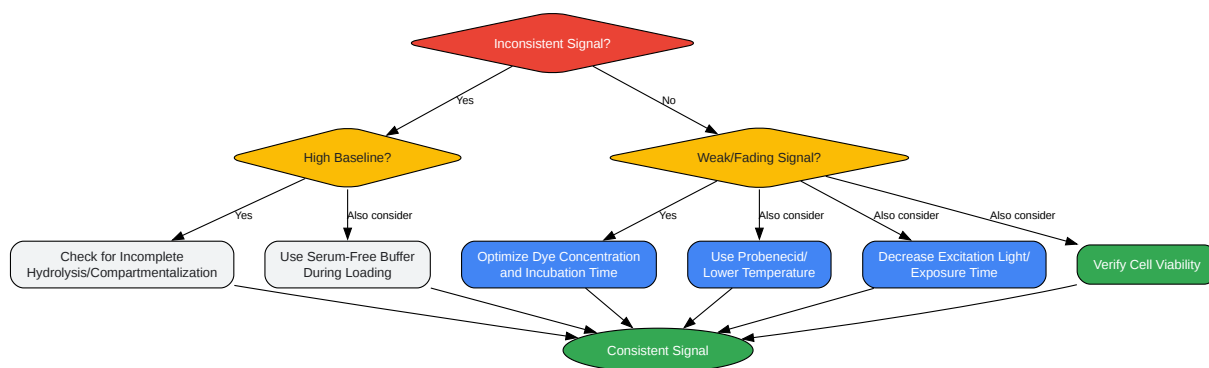 Inconsistent Signal?
Yes
No
High Baseline?
Weak/Fading Signal?
Yes
Also consider
Yes
Also consider
Also consider
Also consider
Check for Incomplete
Hydrolysis/Compartmentalization
Use Serum-Free Buffer
During Loading
Optimize Dye Concentration
and Incubation Time
Use Probenecid/
Lower Temperature
Decrease Excitation Light/
Exposure Time
Verify Cell Viability
Consistent Signal